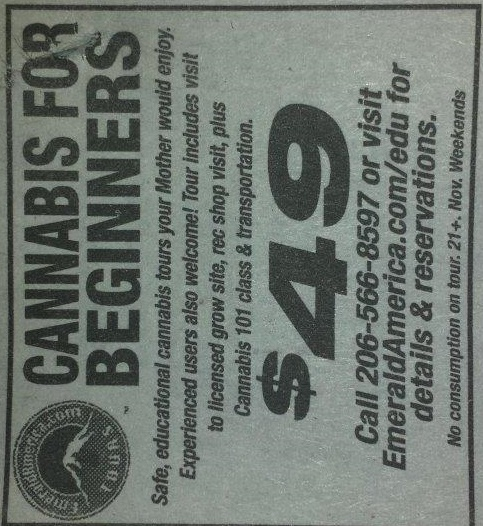 CANNABIS FOR
BEGINNERS
Safe, educational cannabis tours your Mother would enjoy.
Experienced users also welcome! Tour includes visit
to licensed grow site, rec shop visit, plus
Cannabis 101 class & transportation.
$49
Call 206-566-8597 or visit
EmeraldAmerica.com/edu for
details & reservations.
No consumption on tour. 21+. Nov. Weekends
TOURS